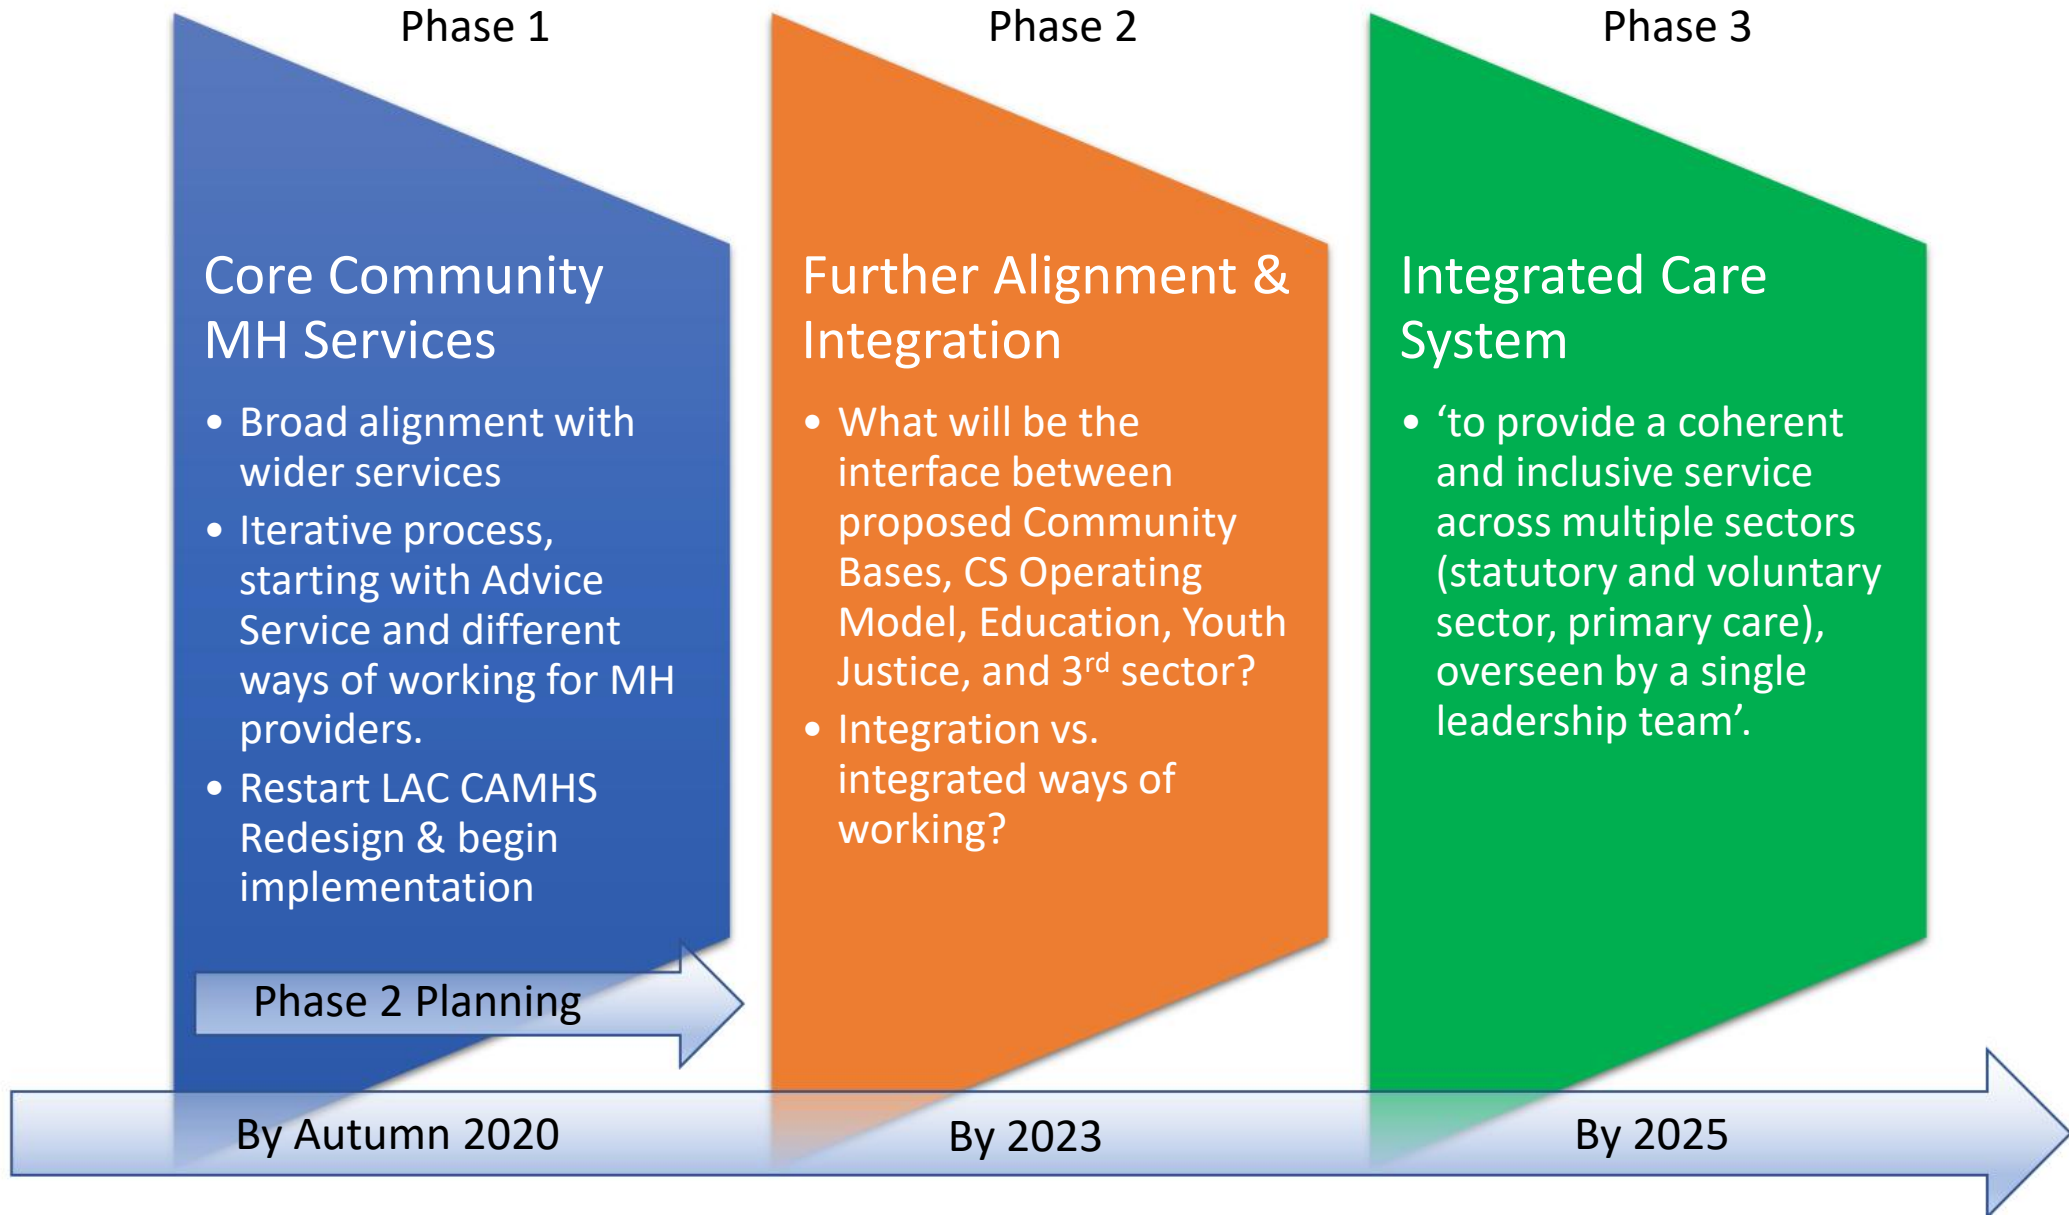 Phase 1
Core Community
MH Services
• Broad alignment with
wider services
• Iterative process,
starting with Advice
Service and different
ways of working for MH
providers.
• Restart LAC CAMHS
Redesign & begin
implementation
Phase 2 Planning
By Autumn 2020
Phase 2
Further Alignment &
Integration
• What will be the
interface between
proposed Community
Bases, CS Operating
Model, Education, Youth
Justice, and 3rd sector?
• Integration vs.
integrated ways of
working?
By 2023
Phase 3
Integrated Care
System
• ‘to provide a coherent
and inclusive service
across multiple sectors
(statutory and voluntary
sector, primary care),
overseen by a single
leadership team’.
By 2025